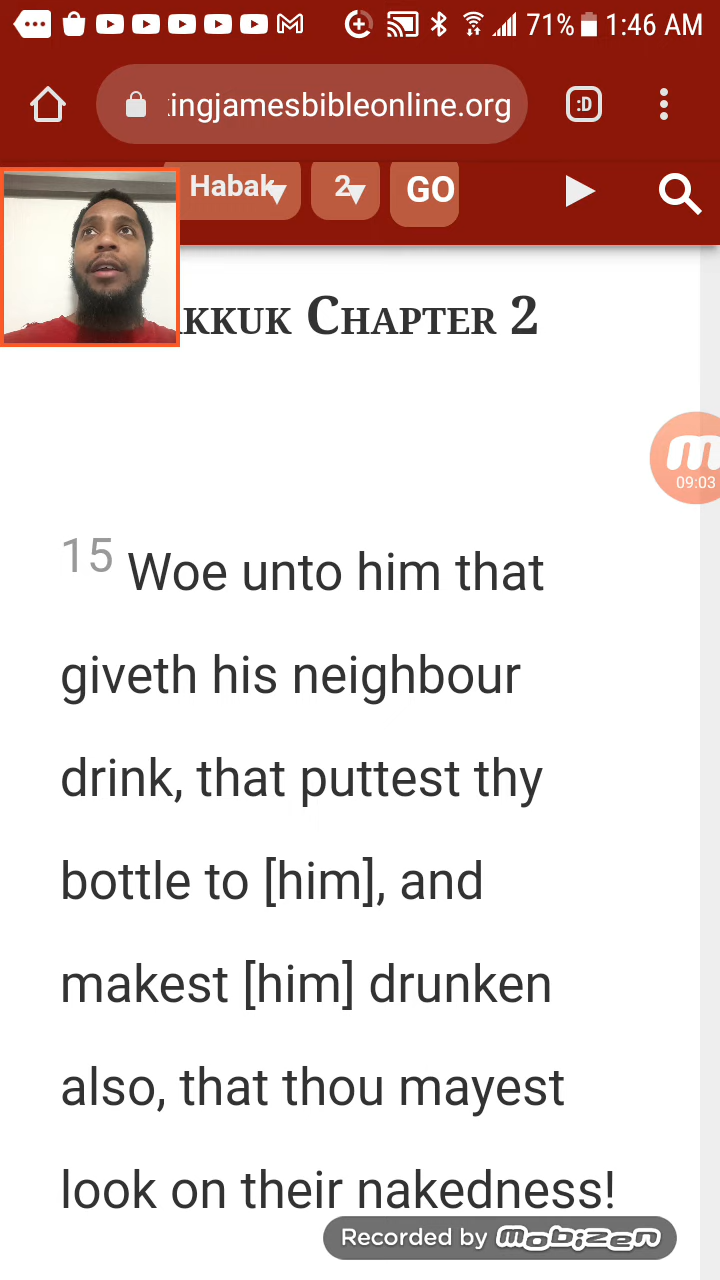 71% 1:46 AM
ingjamesbibleonline.org
:D
Habak 2 GO
kkuk Chapter 2
09:03
15 Woe unto him that
giveth his neighbour
drink, that puttest thy
bottle to [him], and
makest [him] drunken
also, that thou mayest
look on their nakedness!
Recorded by Mobizen